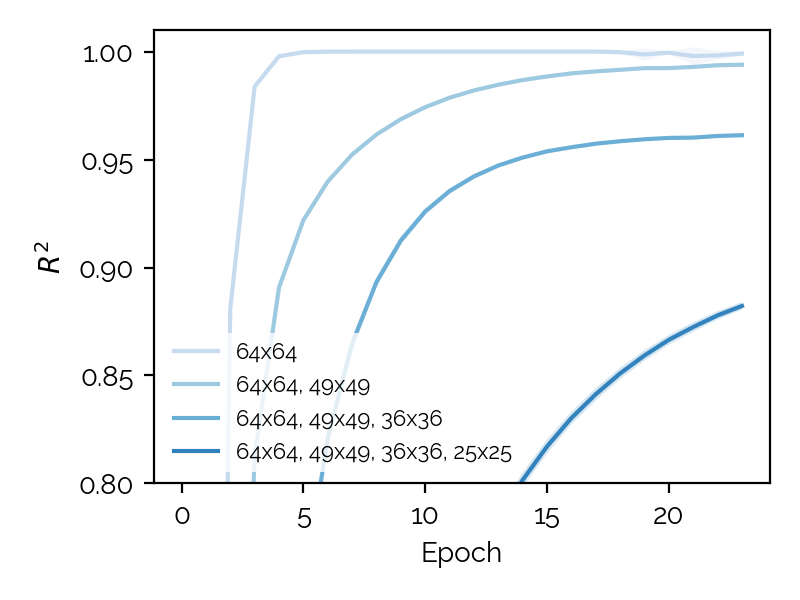 1.00
0.95
0.90
0.85
0.80
R²
64x64
64x64, 49x49
64x64, 49x49, 36x36
64x64, 49x49, 36x36, 25x25
0 5 10 15 20
Epoch